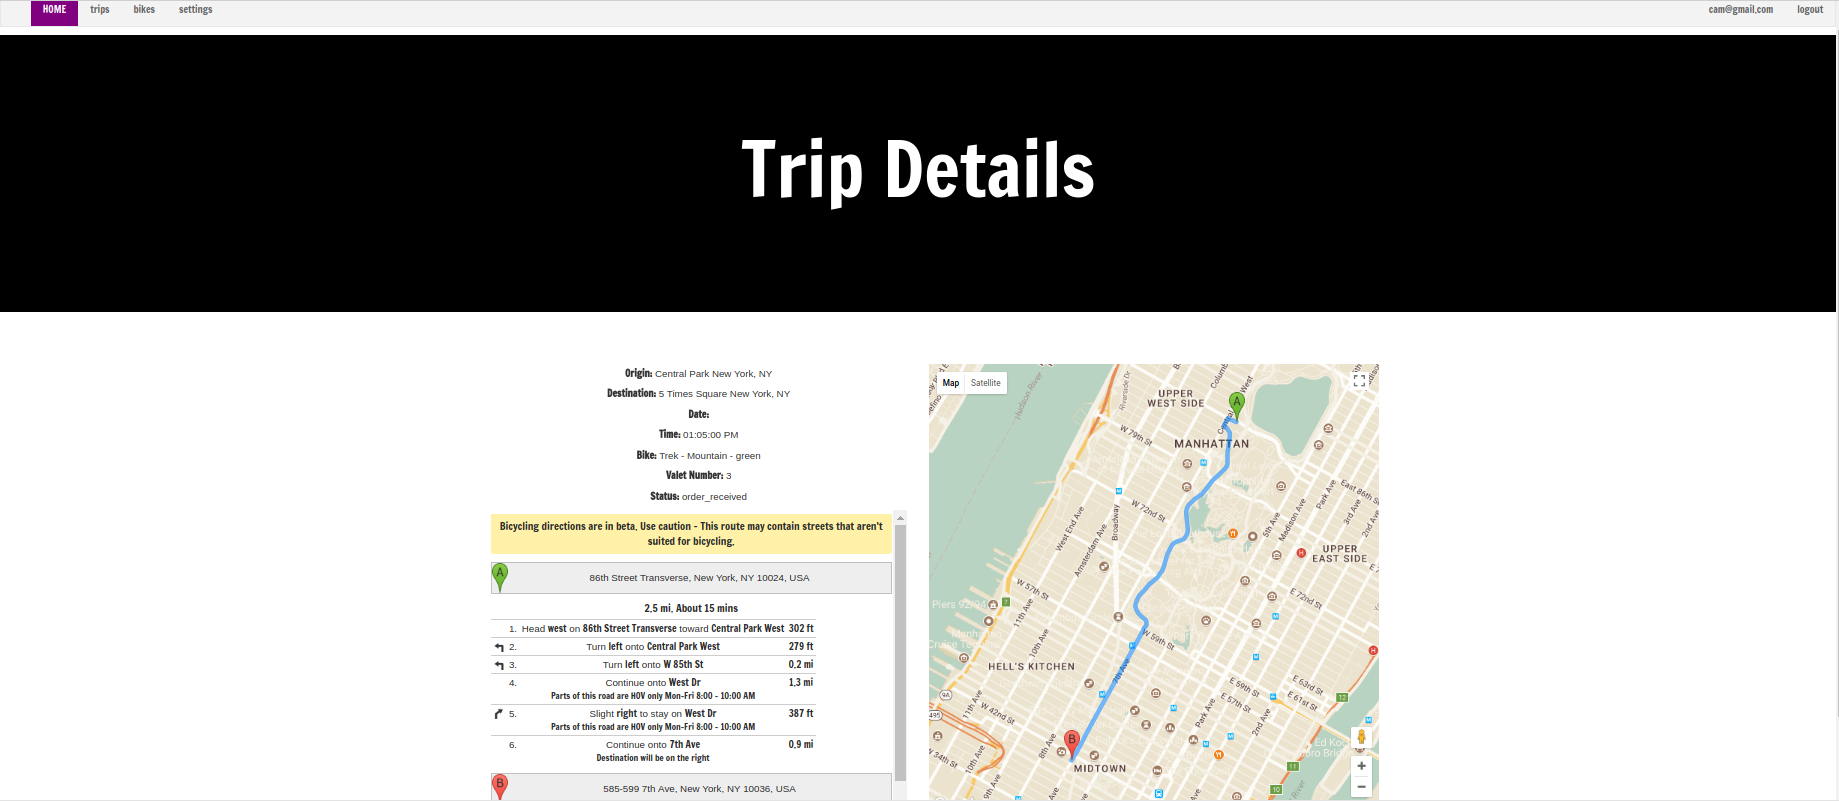 HOME trips bikes settings cam@gmail.com logout
Trip Details
Origin: Central Park New York, NY
Destination: 5 Times Square New York, NY
Date:
Time: 01:05:00 PM
Bike: Trek - Mountain - green
Valet Number: 3
Status: order_received
Bicycling directions are in beta. Use caution - This route may contain streets that aren't
suited for bicycling.
A
86th Street Transverse, New York, NY 10024, USA
2.5 mi. About 15 mins
1. Head west on 86th Street Transverse toward Central Park West 302 ft
2. Turn left onto Central Park West 279 ft
3. Turn left onto W 85th St 0.2 mi
4. Continue onto West Dr 1.3 mi
Parts of this road are HOV only Mon-Fri 8:00 - 10:00 AM
5. Slight right to stay on West Dr 387 ft
Parts of this road are HOV only Mon-Fri 8:00 - 10:00 AM
6. Continue onto 7th Ave 0.9 mi
Destination will be on the right
B
585-599 7th Ave, New York, NY 10036, USA
Map Satellite
Hudson River
Riverside Dr
West
UPPER
WEST SIDE
A
Central
W 79th St
MANHATTAN
East 86th St
Park Ave
3rd Ave
2nd Ave
W 72nd St
West End Ave
Broadway
Amsterdam Ave
5th Ave
Madison Ave
UPPER
EAST SIDE
W 57th St
E 72nd St
Piers 92/94
11th Ave
10th Ave
W 59th St
HELL'S KITCHEN
7th Ave
E 63rd St
E 61st St
E 59th St
E 57th St
9A
11th Ave
W 42nd St
495
Park Ave
2nd Ave
12
B
8th Ave
W 34th St
10th Ave
MIDTOWN
9th Ave
11
10